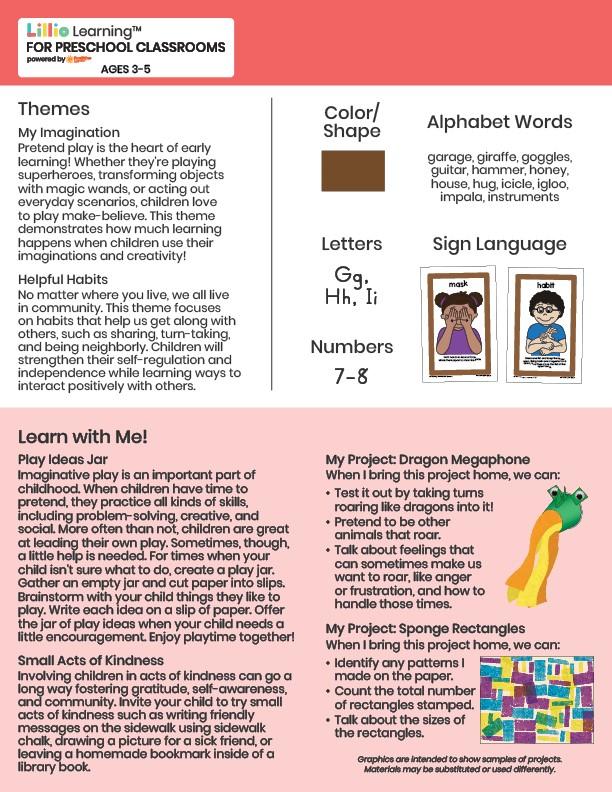 Lillio Learning™
FOR PRESCHOOL CLASSROOMS
powered by
AGES 3-5
Themes
My Imagination
Pretend play is the heart of early
learning! Whether they're playing
superheroes, transforming objects
with magic wands, or acting out
everyday scenarios, children love
to play make-believe. This theme
demonstrates how much learning
happens when children use their
imaginations and creativity!
Helpful Habits
No matter where you live, we all live
in community. This theme focuses
on habits that help us get along with
others, such as sharing, turn-taking,
and being neighborly. Children will
strengthen their self-regulation and
independence while learning ways to
interact positively with others.
Color/
Shape
Letters
Gg,
Hh, Ii
Numbers
7-8
Alphabet Words
garage, giraffe, goggles,
guitar, hammer, honey,
house, hug, icicle, igloo,
impala, instruments
Sign Language
mask
habit
Learn with Me!
Play Ideas Jar
Imaginative play is an important part of
childhood. When children have time to
pretend, they practice all kinds of skills,
including problem-solving, creative, and
social. More often than not, children are great
at leading their own play. Sometimes, though,
a little help is needed. For times when your
child isn't sure what to do, create a play jar.
Gather an empty jar and cut paper into slips.
Brainstorm with your child things they like to
play. Write each idea on a slip of paper. Offer
the jar of play ideas when your child needs a
little encouragement. Enjoy playtime together!
Small Acts of Kindness
Involving children in acts of kindness can go a
long way fostering gratitude, self-awareness,
and community. Invite your child to try small
acts of kindness such as writing friendly
messages on the sidewalk using sidewalk
chalk, drawing a picture for a sick friend, or
leaving a homemade bookmark inside of a
library book.
My Project: Dragon Megaphone
When I bring this project home, we can:
• Test it out by taking turns
roaring like dragons into it!
• Pretend to be other
animals that roar.
• Talk about feelings that
can sometimes make us
want to roar, like anger
or frustration, and how to
handle those times.
My Project: Sponge Rectangles
When I bring this project home, we can:
• Identify any patterns I
made on the paper.
• Count the total number
of rectangles stamped.
• Talk about the sizes of
the rectangles.
Graphics are intended to show samples of projects.
Materials may be substituted or used differently.